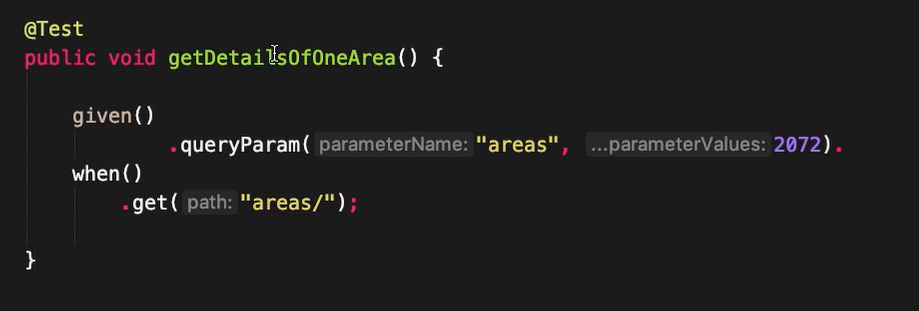 @Test
public void getDetailsOfOneArea() {
given()
.queryParam( parameterName: "areas", ...parameterValues: 2072).
when()
.get( path: "areas/");
}